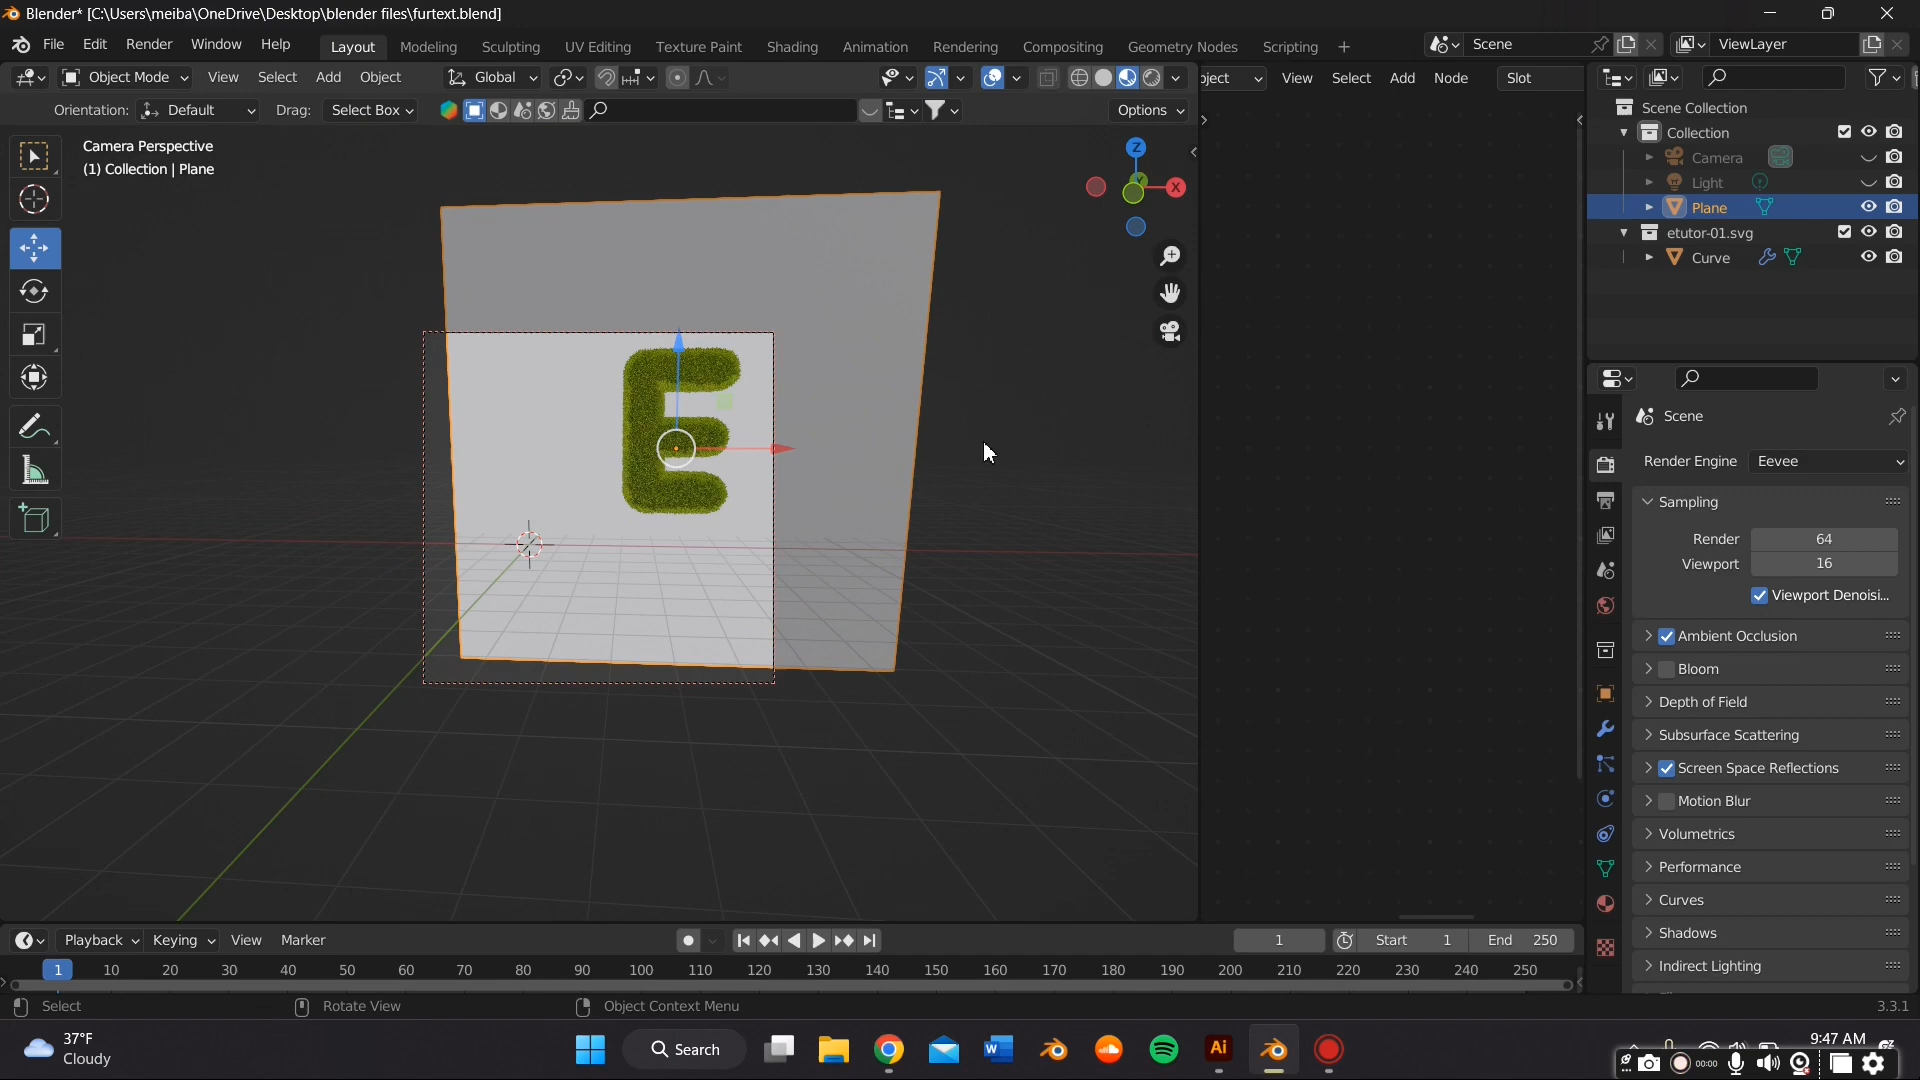 Blender* [C:\Users\meiba\OneDrive\Desktop\blender files\furtext.blend]
File Edit Render Window Help Layout Modeling Sculpting UV Editing Texture Paint Shading Animation Rendering Compositing Geometry Nodes Scripting + Scene ViewLayer
Object Mode View Select Add Object Global ject View Select Add Node Slot
Orientation: Default Drag: Select Box Options
Camera Perspective
(1) Collection | Plane
Z
X
E
Scene Collection
Collection
Camera
Light
Plane
etutor-01.svg
Curve
Scene
Render Engine Eevee
Sampling
Render 64
Viewport 16
Viewport Denoisi...
Ambient Occlusion
Bloom
Depth of Field
Subsurface Scattering
Screen Space Reflections
Motion Blur
Volumetrics
Performance
Curves
Shadows
Indirect Lighting
Playback Keying View Marker 1 Start 1 End 250
1 10 20 30 40 50 60 70 80 90 100 110 120 130 140 150 160 170 180 190 200 210 220 230 240 250
Select Rotate View Object Context Menu 3.3.1
37°F
Cloudy
Search
W
Ai
9:47 AM
00:00